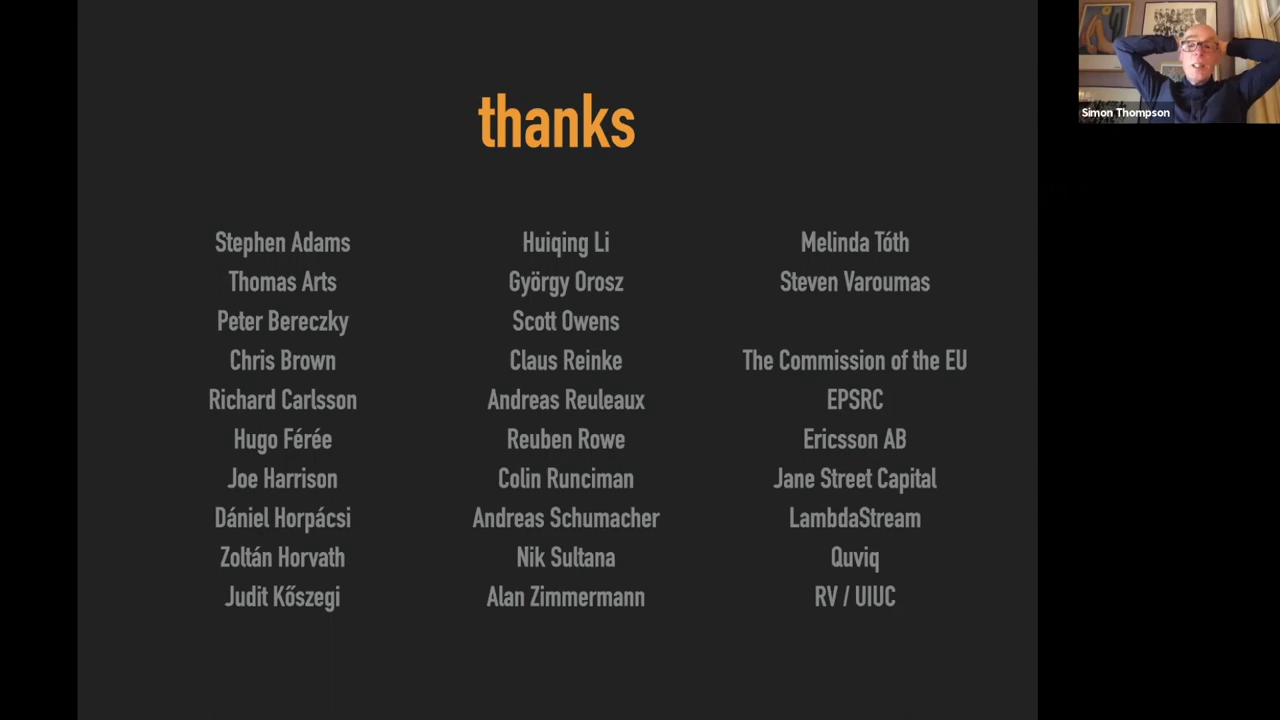 thanks
Stephen Adams
Thomas Arts
Peter Bereczky
Chris Brown
Richard Carlsson
Hugo Férée
Joe Harrison
Dániel Horpácsi
Zoltán Horvath
Judit Kőszegi
Huiqing Li
György Orosz
Scott Owens
Claus Reinke
Andreas Reuleaux
Reuben Rowe
Colin Runciman
Andreas Schumacher
Nik Sultana
Alan Zimmermann
Melinda Tóth
Steven Varoumas
The Commission of the EU
EPSRC
Ericsson AB
Jane Street Capital
LambdaStream
Quviq
RV / UIUC
Simon Thompson